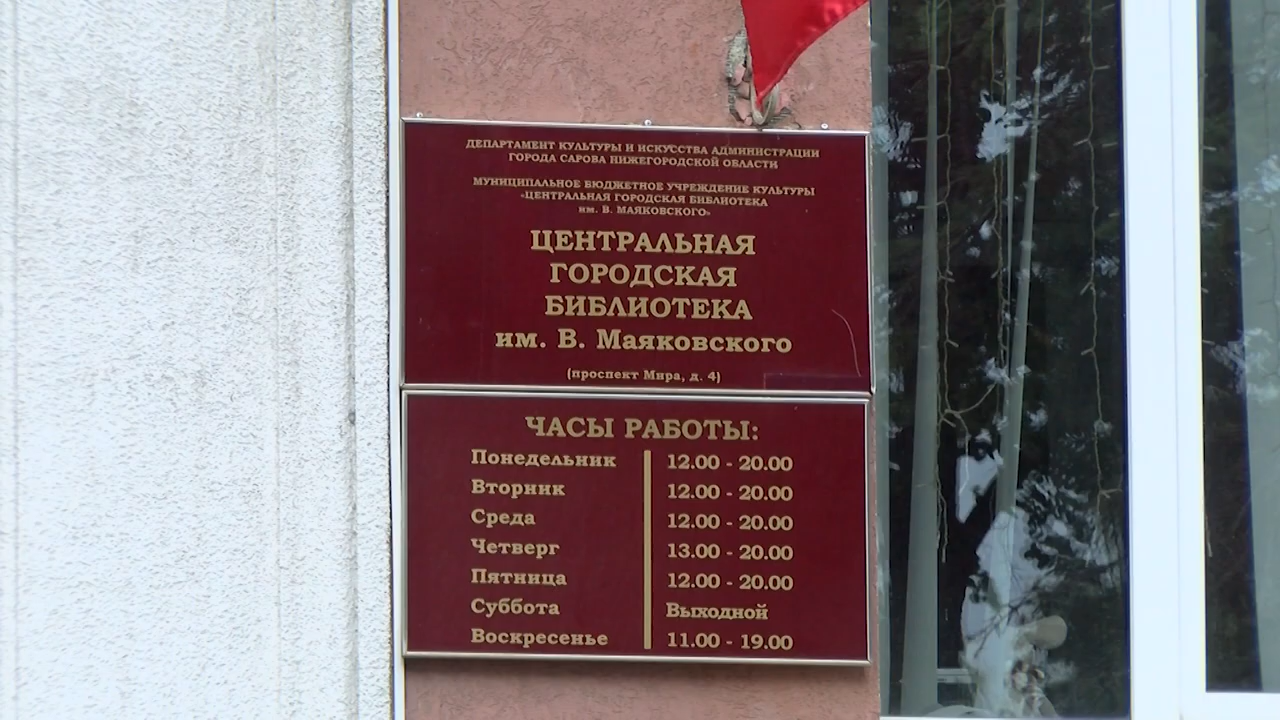 ДЕПАРТАМЕНТ КУЛЬТУРЫ И ИСКУССТВА АДМИНИСТРАЦИИ
ГОРОДА САРОВА НИЖЕГОРОДСКОЙ ОБЛАСТИ
МУНИЦИПАЛЬНОЕ БЮДЖЕТНОЕ УЧРЕЖДЕНИЕ КУЛЬТУРЫ
«ЦЕНТРАЛЬНАЯ ГОРОДСКАЯ БИБЛИОТЕКА
им. В. МАЯКОВСКОГО»
ЦЕНТРАЛЬНАЯ
ГОРОДСКАЯ
БИБЛИОТЕКА
им. В. Маяковского
(проспект Мира, д. 4)
ЧАСЫ РАБОТЫ:
Понедельник 12.00 - 20.00
Вторник 12.00 - 20.00
Среда 12.00 - 20.00
Четверг 13.00 - 20.00
Пятница 12.00 - 20.00
Суббота Выходной
Воскресенье 11.00 - 19.00